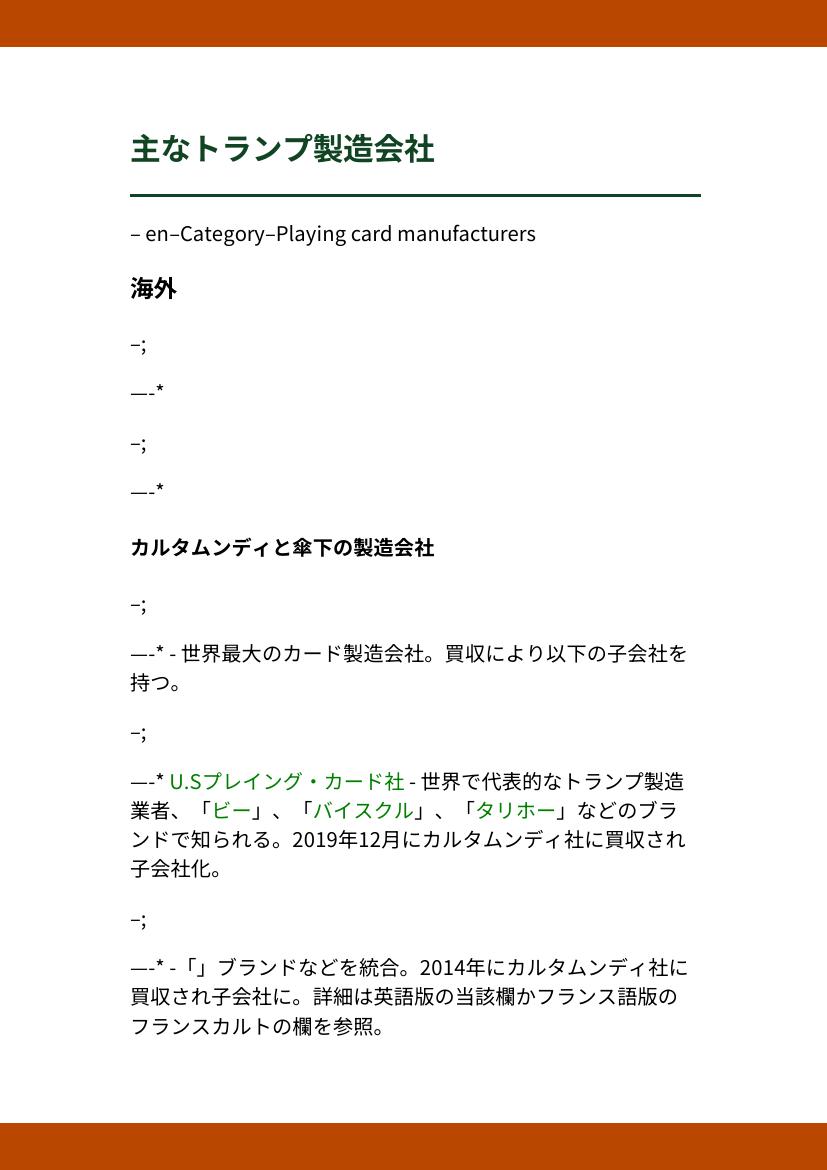 主なトランプ製造会社
– en–Category–Playing card manufacturers
海外
–;
—-*
–;
—-*
カルタムンディと傘下の製造会社
–;
—-* - 世界最大のカード製造会社。買収により以下の子会社を
持つ。
–;
—-* U.Sプレイング・カード社 - 世界で代表的なトランプ製造
業者、「ビー」、「バイスクル」、「タリホー」などのブラ
ンドで知られる。2019年12月にカルタムンディ社に買収され
子会社化。
–;
—-* -「」ブランドなどを統合。2014年にカルタムンディ社に
買収され子会社に。詳細は英語版の当該欄かフランス語版の
フランスカルトの欄を参照。